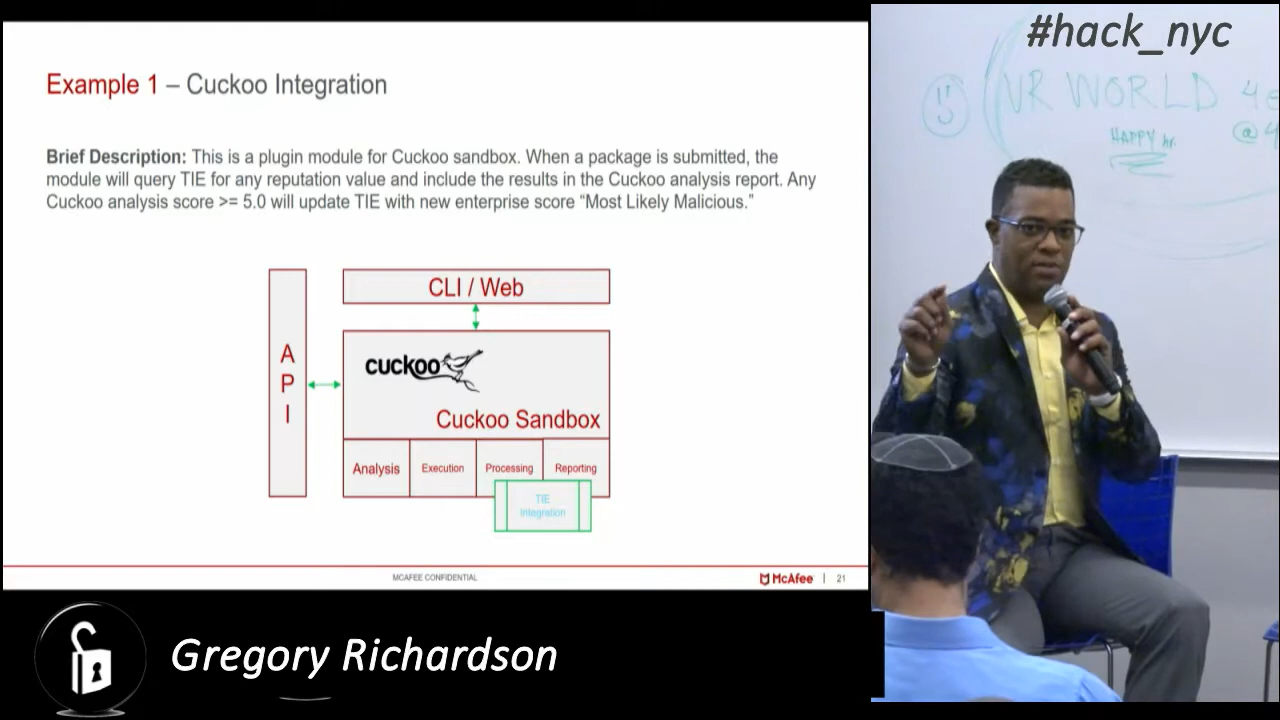 #hack_nyc
Example 1 – Cuckoo Integration
Brief Description: This is a plugin module for Cuckoo sandbox. When a package is submitted, the
module will query TIE for any reputation value and include the results in the Cuckoo analysis report. Any
Cuckoo analysis score >= 5.0 will update TIE with new enterprise score “Most Likely Malicious.”
CLI / Web
A
P
I
cuckoo
Cuckoo Sandbox
Analysis
Execution
Processing
Reporting
TIE
Integration
MCAFEE CONFIDENTIAL
McAfee | 21
VR WORLD 4
HAPPY hr.
@ 4
Gregory Richardson